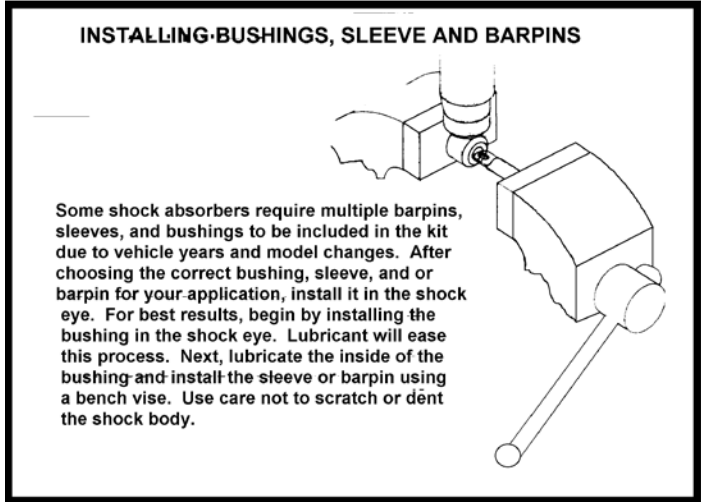 INSTALLING BUSHINGS, SLEEVE AND BARPINS
Some shock absorbers require multiple barpins,
sleeves, and bushings to be included in the kit
due to vehicle years and model changes. After
choosing the correct bushing, sleeve, and or
barpin for your application, install it in the shock
eye. For best results, begin by installing the
bushing in the shock eye. Lubricant will ease
this process. Next, lubricate the inside of the
bushing and install the sleeve or barpin using
a bench vise. Use care not to scratch or dent
the shock body.